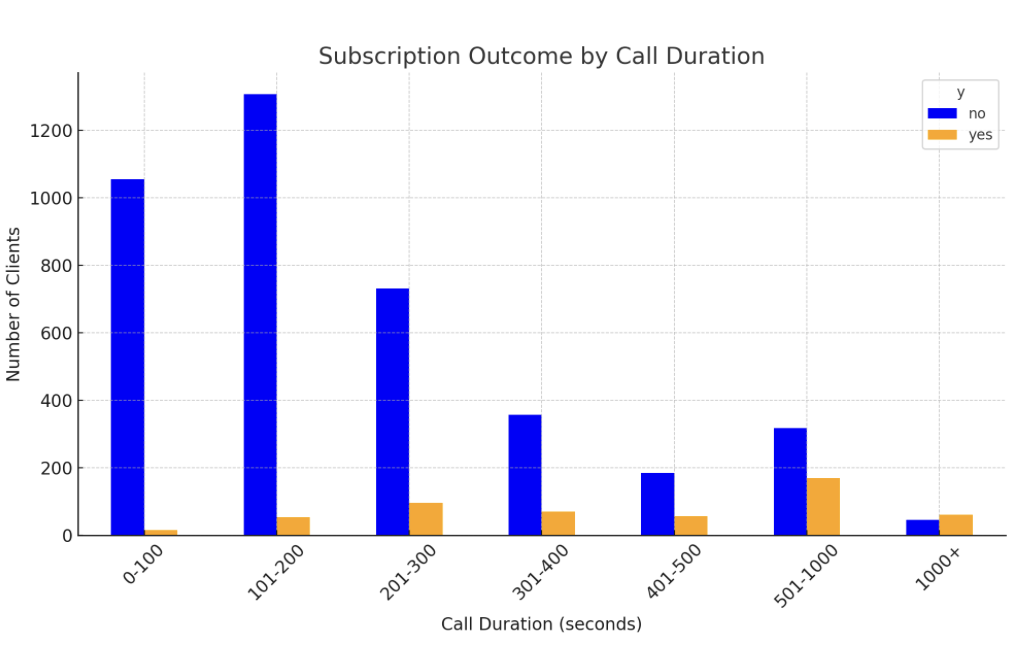 Subscription Outcome by Call Duration
y
no
yes
Number of Clients
1200
1000
800
600
400
200
0
0-100
101-200
201-300
301-400
401-500
501-1000
1000+
Call Duration (seconds)